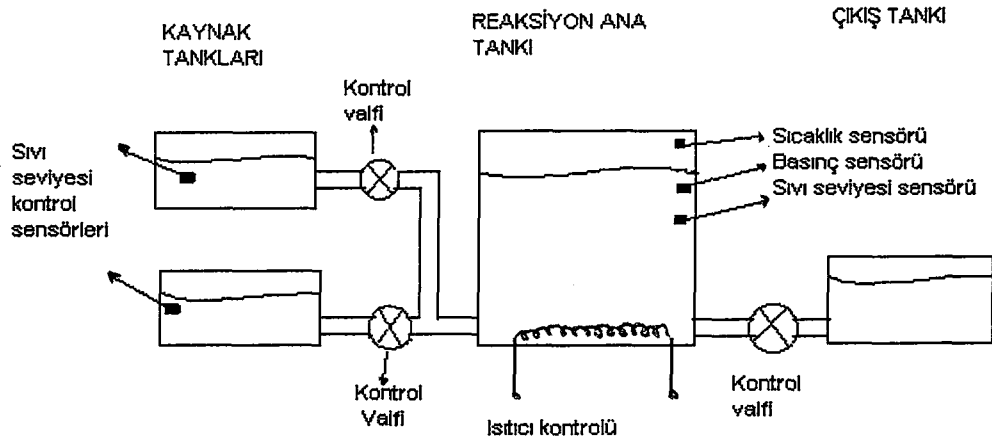 KAYNAK
TANKLARI
REAKSİYON ANA
TANKI
ÇIKIŞ TANKI
Kontrol
valfi
Sıvı
seviyesi
kontrol
sensörleri
Sıcaklık sensörü
Basınç sensörü
Sıvı seviyesi sensörü
Kontrol
Valfi
Isıtıcı kontrolü
Kontrol
valfi